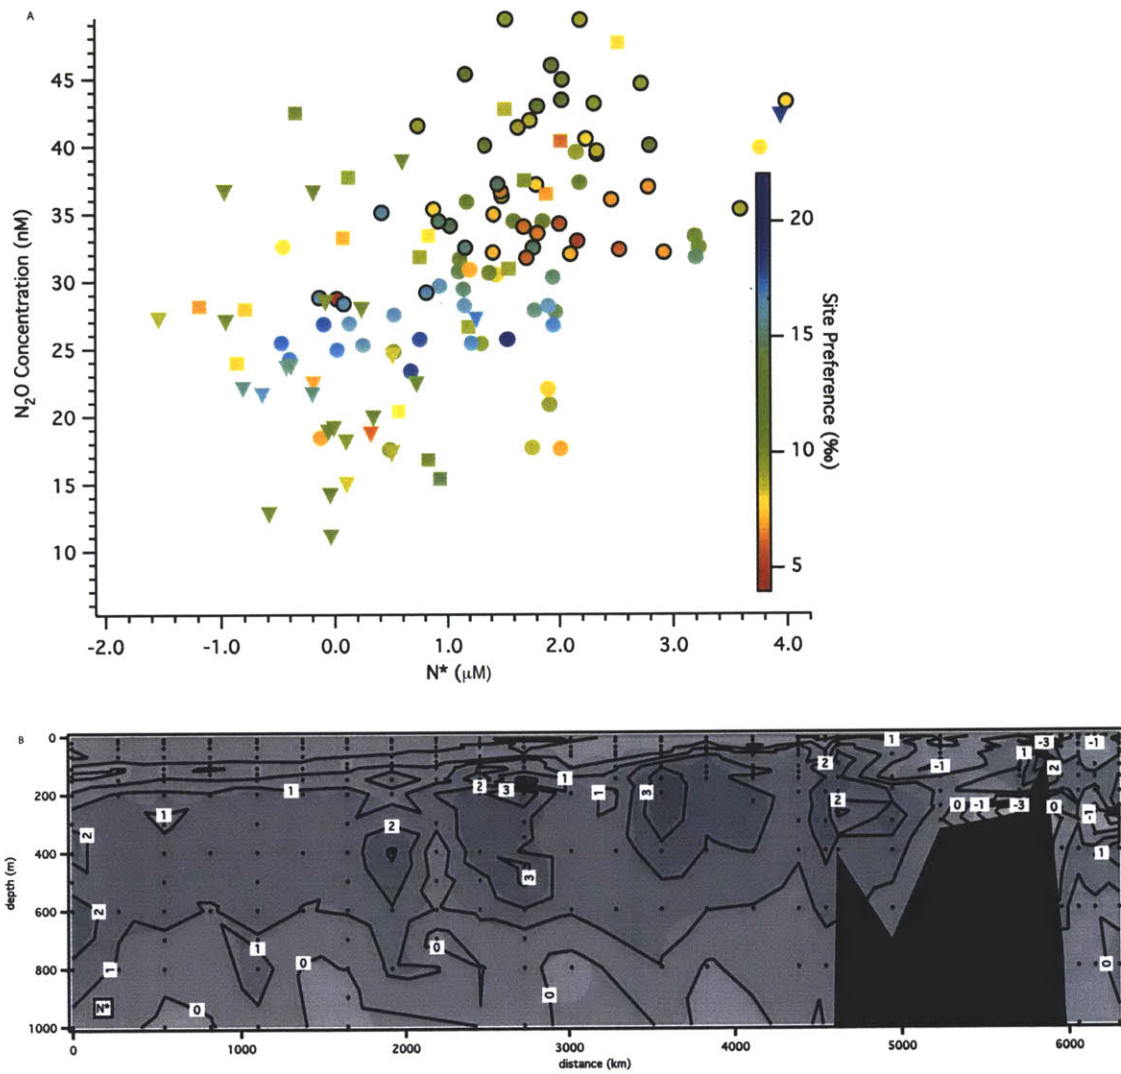 A
45
40
35
30
25
20
15
10
N₂O Concentration (nM)
-2.0 -1.0 0.0 1.0 2.0 3.0 4.0
N* (μM)
20
15
10
5
Site Preference (‰)
B
0
200
400
600
800
1000
depth (m)
1 -3 -1
2 1 2
-1
2 3 1
1 1 3
2 0 -1 -3 0
1 -1
2 2
1
3
2
1 0
1 0 0
0
N* 0
0 1000 2000 3000 4000 5000 6000
distance (km)